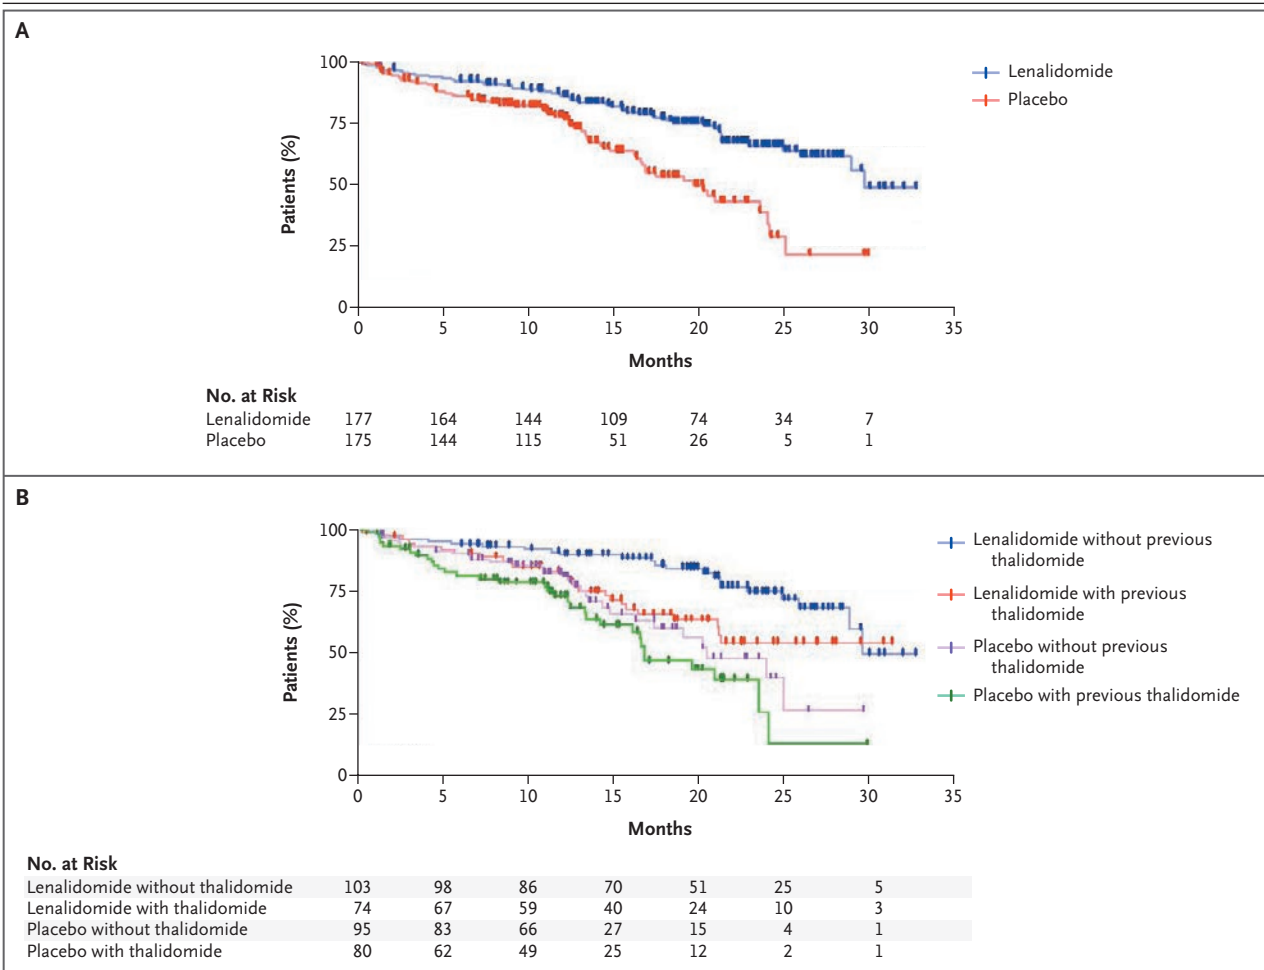 A
100
75
50
25
0
Patients (%)
0 5 10 15 20 25 30 35
Months
Lenalidomide
Placebo
No. at Risk
Lenalidomide 177 164 144 109 74 34 7
Placebo 175 144 115 51 26 5 1
B
100
75
50
25
0
Patients (%)
0 5 10 15 20 25 30 35
Months
Lenalidomide without previous
thalidomide
Lenalidomide with previous
thalidomide
Placebo without previous
thalidomide
Placebo with previous thalidomide
No. at Risk
Lenalidomide without thalidomide 103 98 86 70 51 25 5
Lenalidomide with thalidomide 74 67 59 40 24 10 3
Placebo without thalidomide 95 83 66 27 15 4 1
Placebo with thalidomide 80 62 49 25 12 2 1